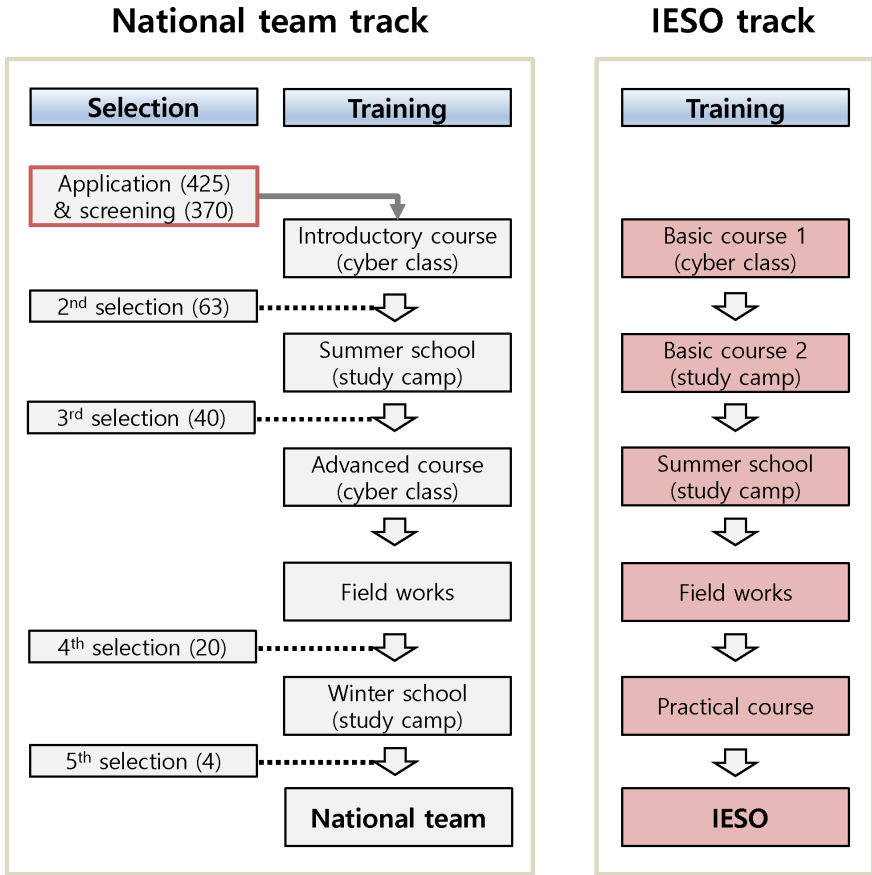 National team track
Selection
Training
Application (425)
& screening (370)
Introductory course
(cyber class)
2nd selection (63)
Summer school
(study camp)
3rd selection (40)
Advanced course
(cyber class)
Field works
4th selection (20)
Winter school
(study camp)
5th selection (4)
National team
IESO track
Training
Basic course 1
(cyber class)
Basic course 2
(study camp)
Summer school
(study camp)
Field works
Practical course
IESO